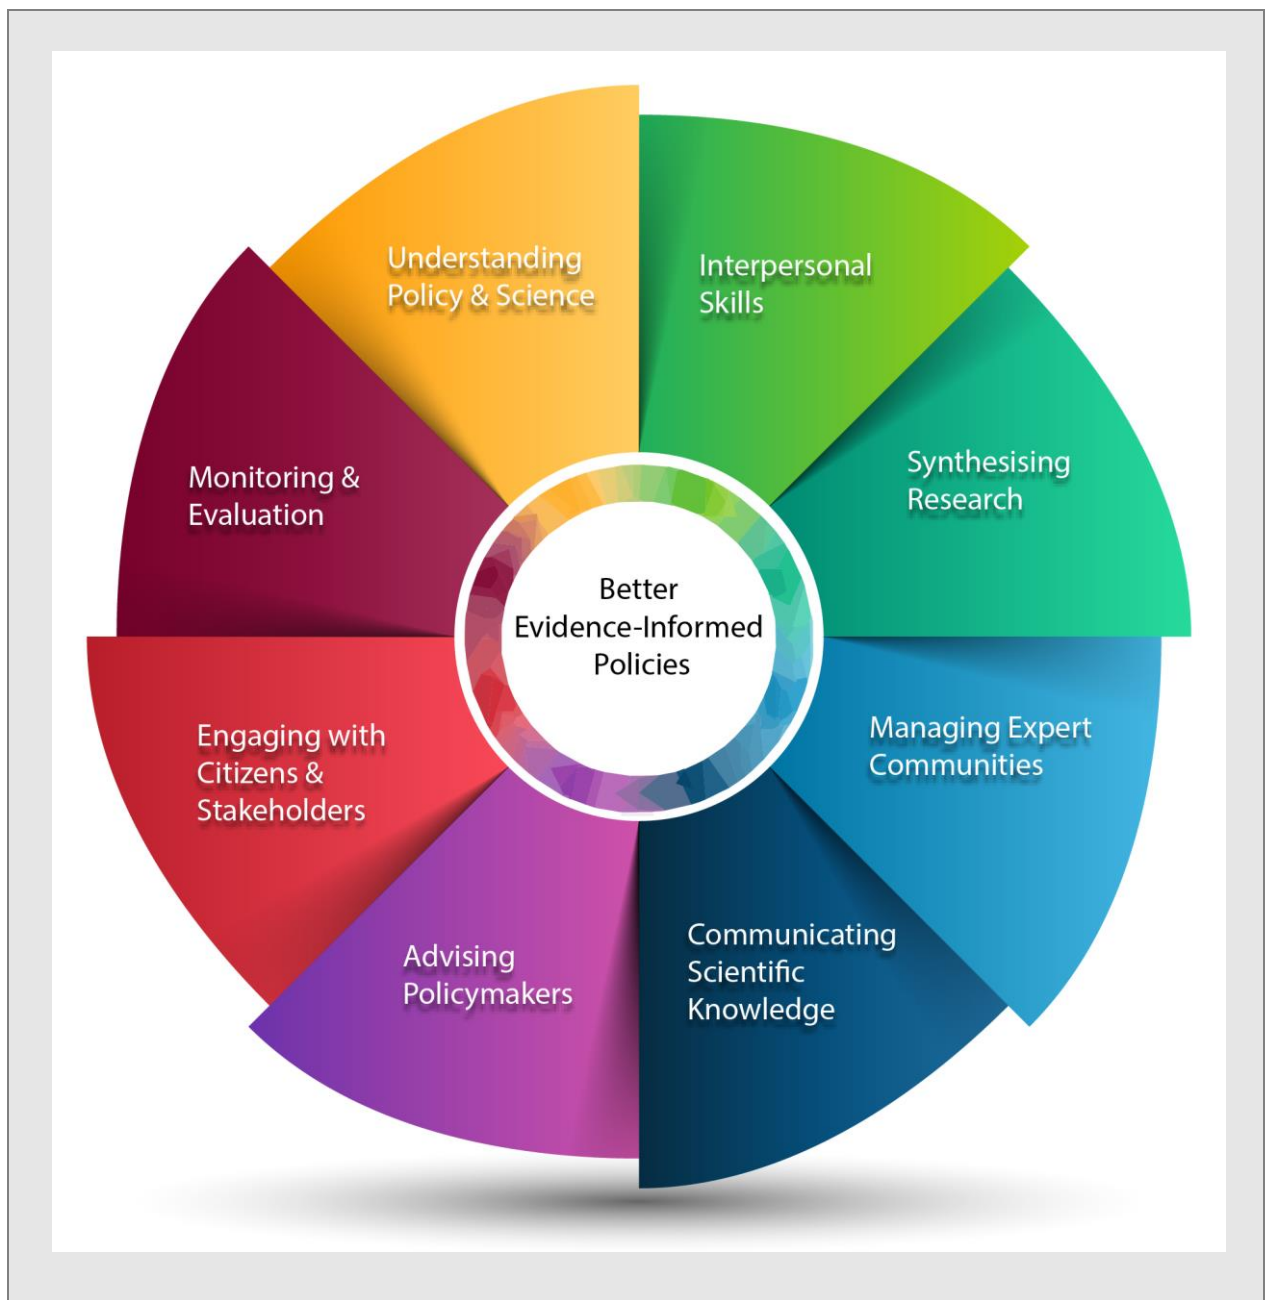 Understanding
Policy & Science
Interpersonal
Skills
Synthesising
Research
Managing Expert
Communities
Communicating
Scientific
Knowledge
Advising
Policymakers
Engaging with
Citizens &
Stakeholders
Monitoring &
Evaluation
Better
Evidence-Informed
Policies